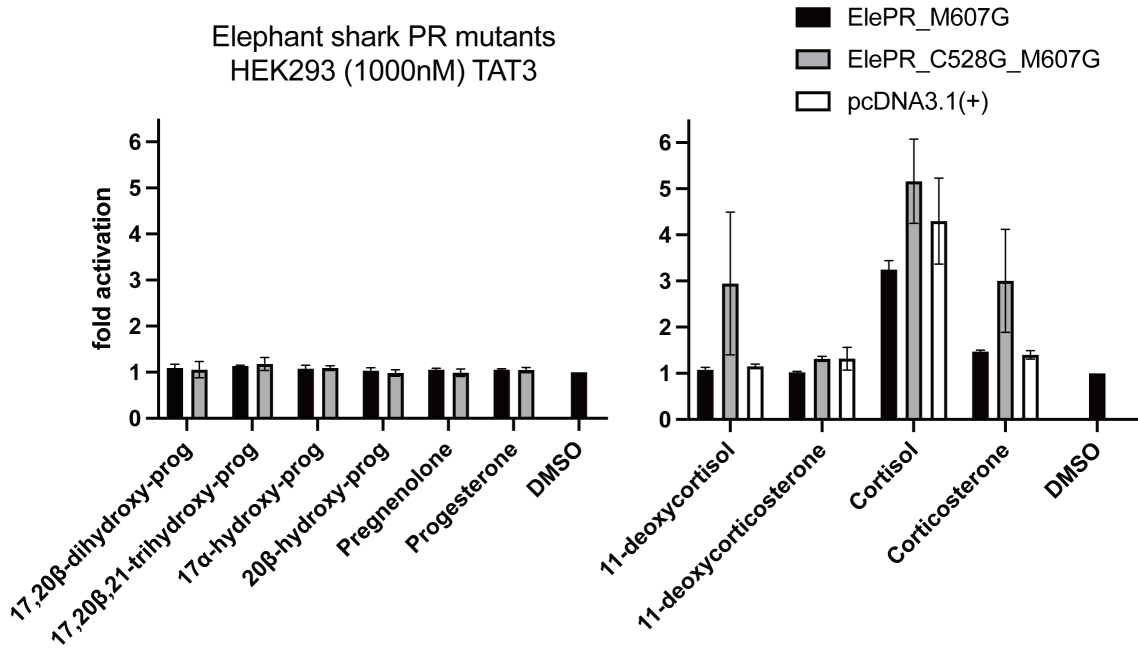 Elephant shark PR mutants
HEK293 (1000nM) TAT3
ElePR_M607G
ElePR_C528G_M607G
pcDNA3.1(+)
fold activation
6
5
4
3
2
1
0
17,20β-dihydroxy-prog
17,20β,21-trihydroxy-prog
17α-hydroxy-prog
20β-hydroxy-prog
Pregnenolone
Progesterone
DMSO
6
5
4
3
2
1
0
11-deoxycortisol
11-deoxycorticosterone
Cortisol
Corticosterone
DMSO